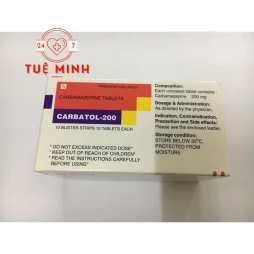 24 7
TUỆ MINH
PRESCRIPTION DRUG
CARBAMAZEPINE TABLETS
CARBATOL-200
10 BLISTER STRIPS 10 TABLETS EACH
* DO NOT EXCESS INDICATED DOSE*
* KEEP OUT OF REACH OF CHILDREN*
* READ THE INSTRUCTIONS CAREFULLY
BEFORE USING*
Composition:
Each uncoated tablet contains:
Carbamazepine 200 mg
Dosage & Administration:
As directed by the physician.
Indication, Contraindication,
Precaution and Side effects:
Please see the enclosed leaflet.
Storage condition:
STORE BELOW 30°C,
PROTECTED FROM
MOISTURE